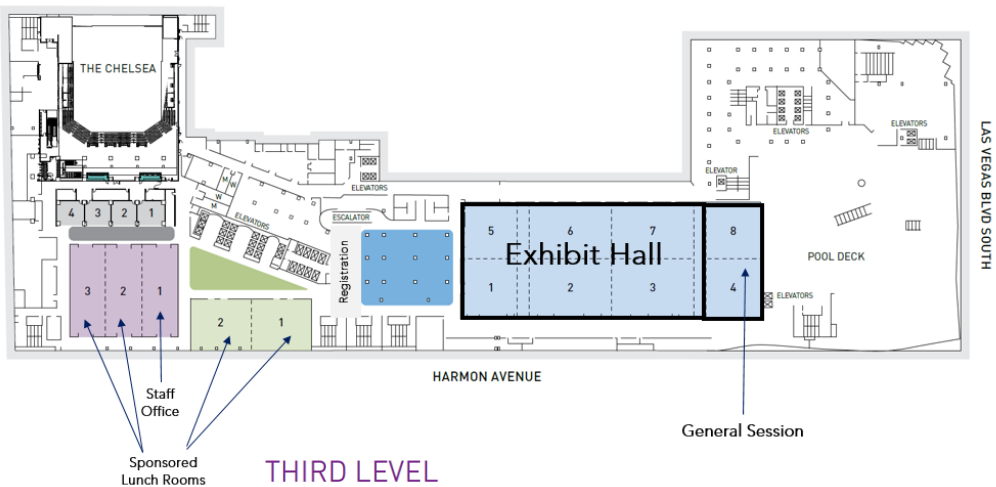 THE CHELSEA
ELEVATORS
ELEVATORS
LAS VEGAS BLVD SOUTH
M
W
W
M
ELEVATORS
ELEVATOR
ELEVATORS
ESCALATOR
4
3
2
1
Registration
5
6
7
8
Exhibit Hall
POOL DECK
3
2
1
1
2
3
4
ELEVATORS
2
1
HARMON AVENUE
Staff
Office
General Session
Sponsored
Lunch Rooms
THIRD LEVEL